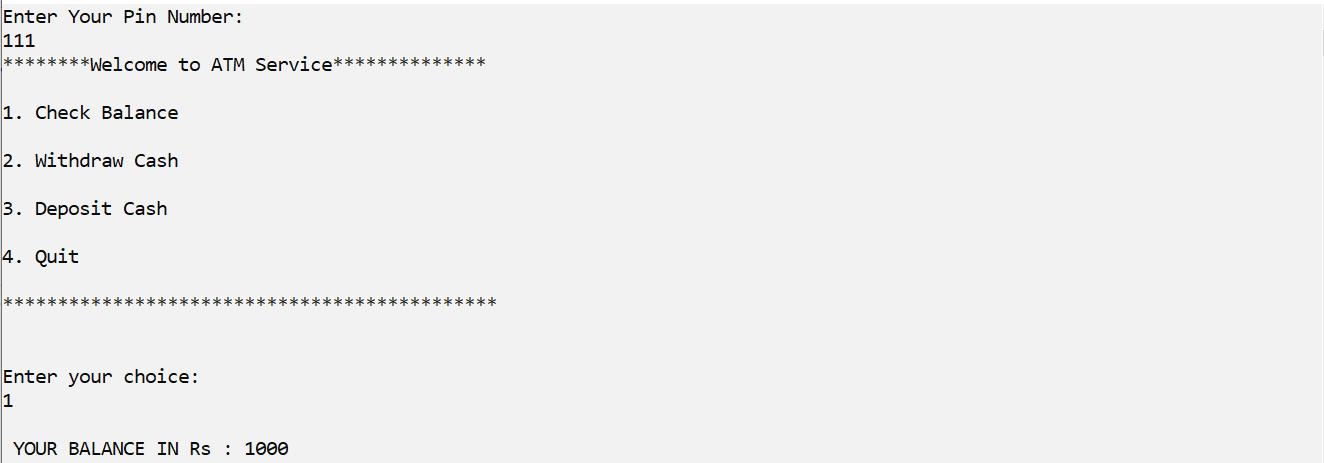 Enter Your Pin Number:
111
********Welcome to ATM Service**************
1. Check Balance
2. Withdraw Cash
3. Deposit Cash
4. Quit
*********************************************
Enter your choice:
1
YOUR BALANCE IN Rs : 1000